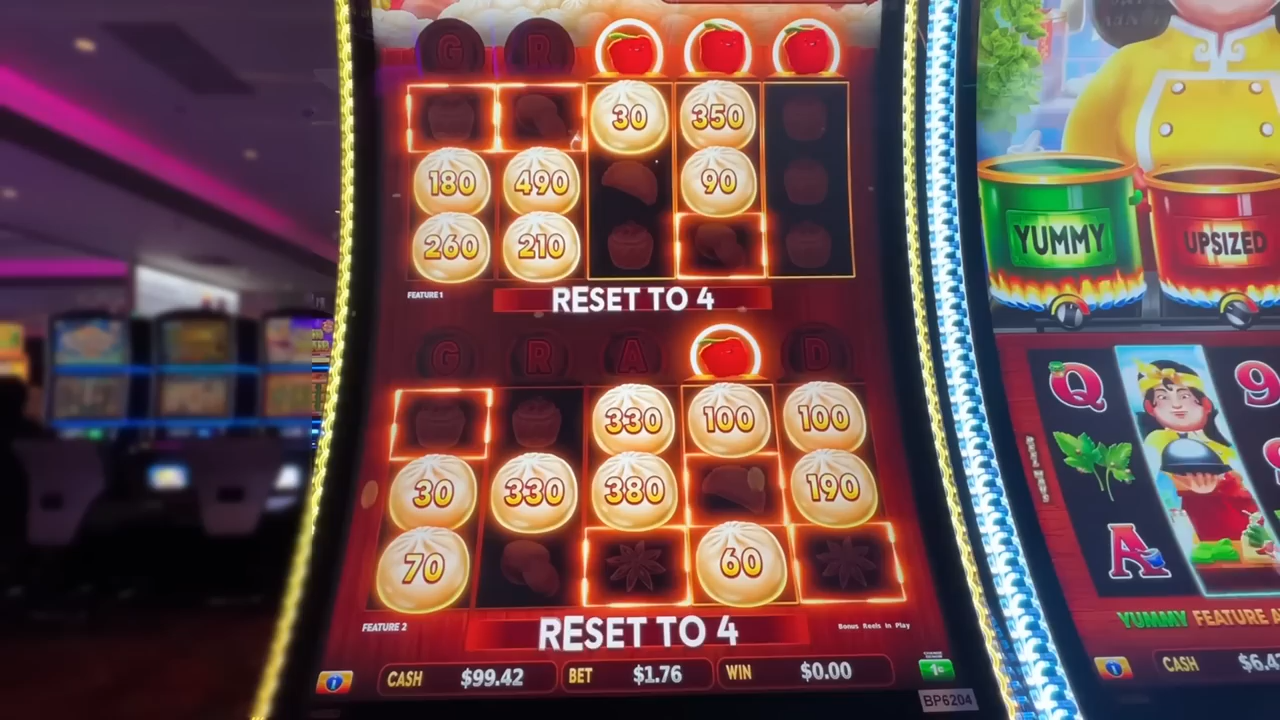 G R
30 350
180 490 90
260 210
FEATURE 1
RESET TO 4
G R A D
330 100 100
30 330 380 190
70 60
FEATURE 2
RESET TO 4
Bonus Reels In Play
CASH $99.42 BET $1.76 WIN $0.00
1¢
BP6204
YUMMY UPSIZED
Q 9
A
YUMMY FEATURE
CASH